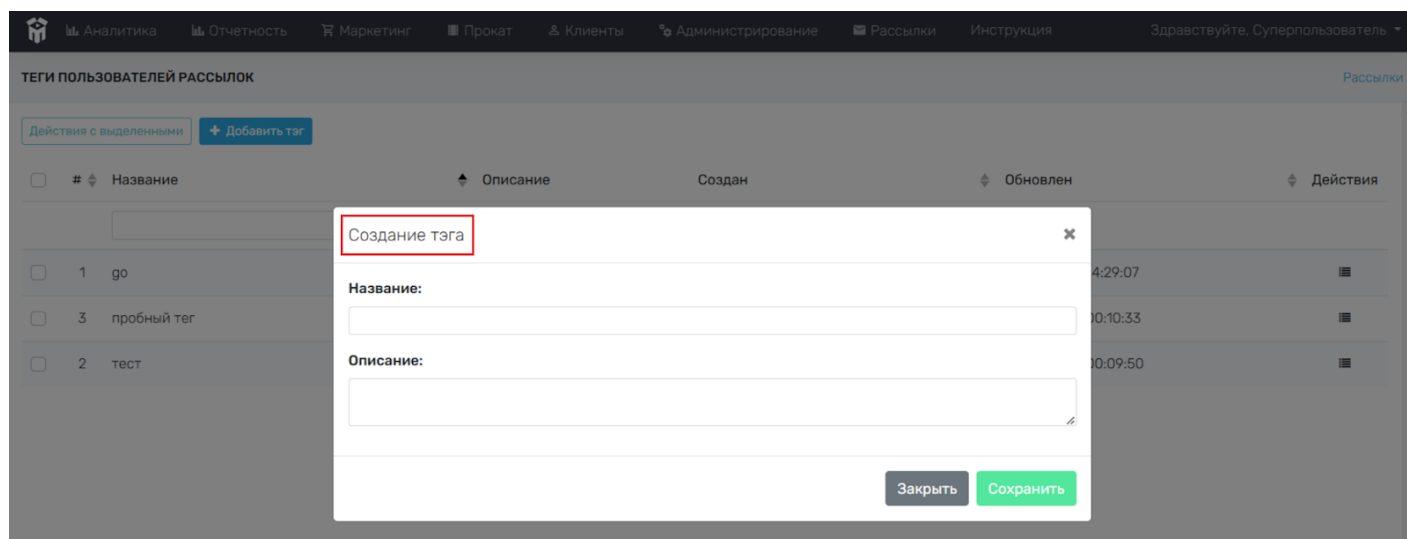 Аналитика Отчетность Маркетинг Прокат Клиенты Администрирование Рассылки Инструкция Здравствуйте, Суперпользователь
ТЕГИ ПОЛЬЗОВАТЕЛЕЙ РАССЫЛОК Рассылки
Действия с выделенными + Добавить тэг
# Название Описание Создан Обновлен Действия
Создание тэга
1 go 4:29:07
Название:
3 пробный тег 00:10:33
Описание:
2 тест 00:09:50
Закрыть Сохранить